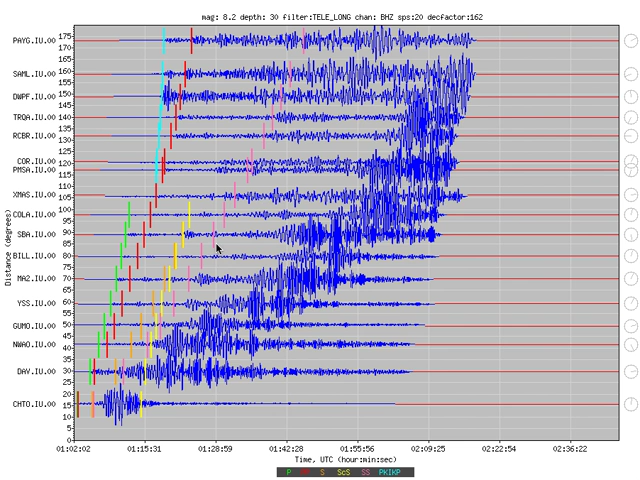 mag: 8.2 depth: 30 filter:TELE_LONG chan: BHZ sps:20 decfactor:162
PAYG.IU.00
SAML.IU.00
DWPF.IU.00
TRQA.IU.00
RCBR.IU.00
COR.IU.00
PMSA.IU.00
XMAS.IU.00
COLA.IU.00
SBA.IU.00
BILL.IU.00
MA2.IU.00
YSS.IU.00
GUMO.IU.00
NWAO.IU.00
DAV.IU.00
CHTO.IU.00
Distance (degrees)
175
170
165
160
155
150
145
140
135
130
125
120
115
110
105
100
95
90
85
80
75
70
65
60
55
50
45
40
35
30
25
20
15
10
5
0
01:02:02 01:15:31 01:28:59 01:42:28 01:55:56 02:09:25 02:22:54 02:36:22
Time, UTC (hour:min:sec)
P S ScS SS PKIKP